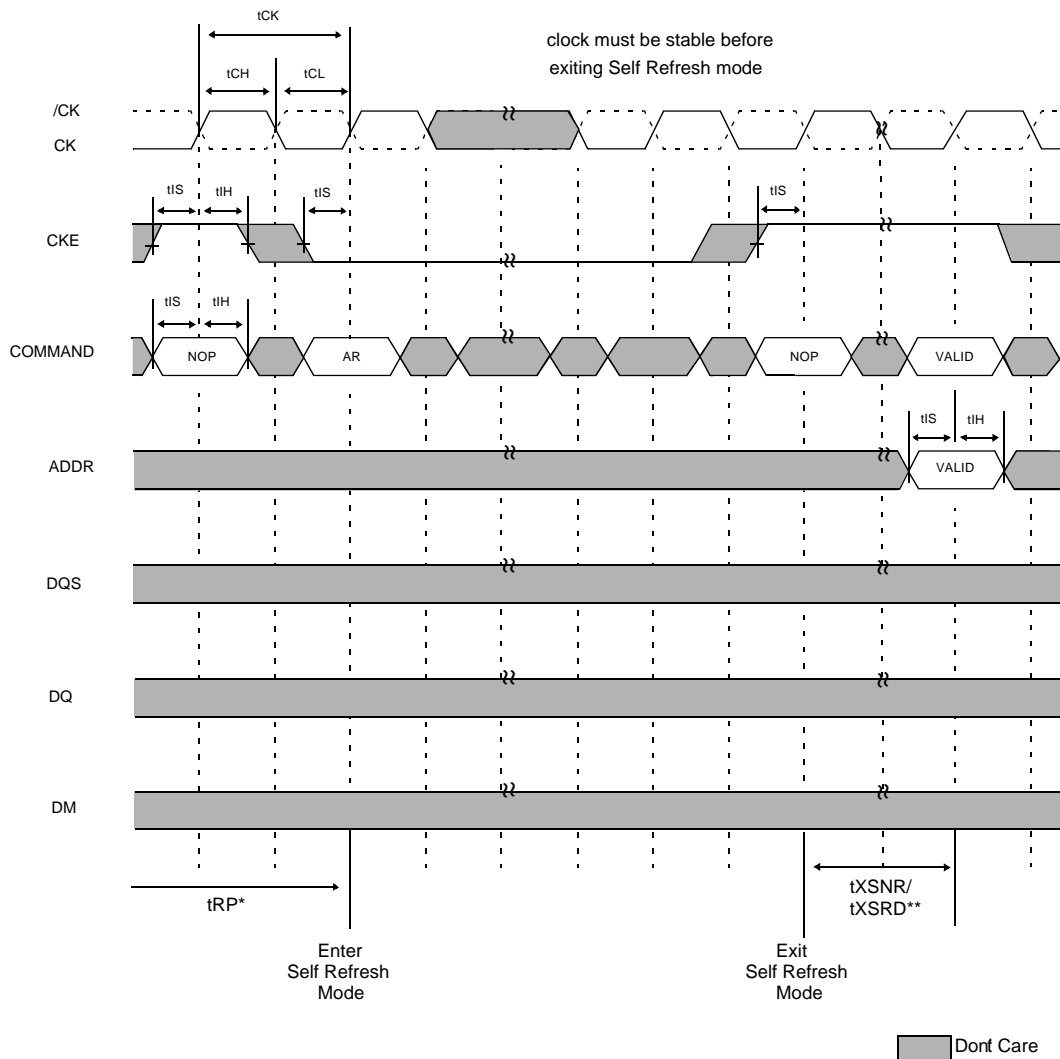 tCK
clock must be stable before
exiting Self Refresh mode
tCH
tCL
/CK
CK
tIS
tIH
tIS
tIS
CKE
tIS
tIH
COMMAND
NOP
AR
NOP
VALID
tIS
tIH
ADDR
VALID
DQS
DQ
DM
tRP*
tXSNR/
tXSRD**
Enter
Self Refresh
Mode
Exit
Self Refresh
Mode
Dont Care